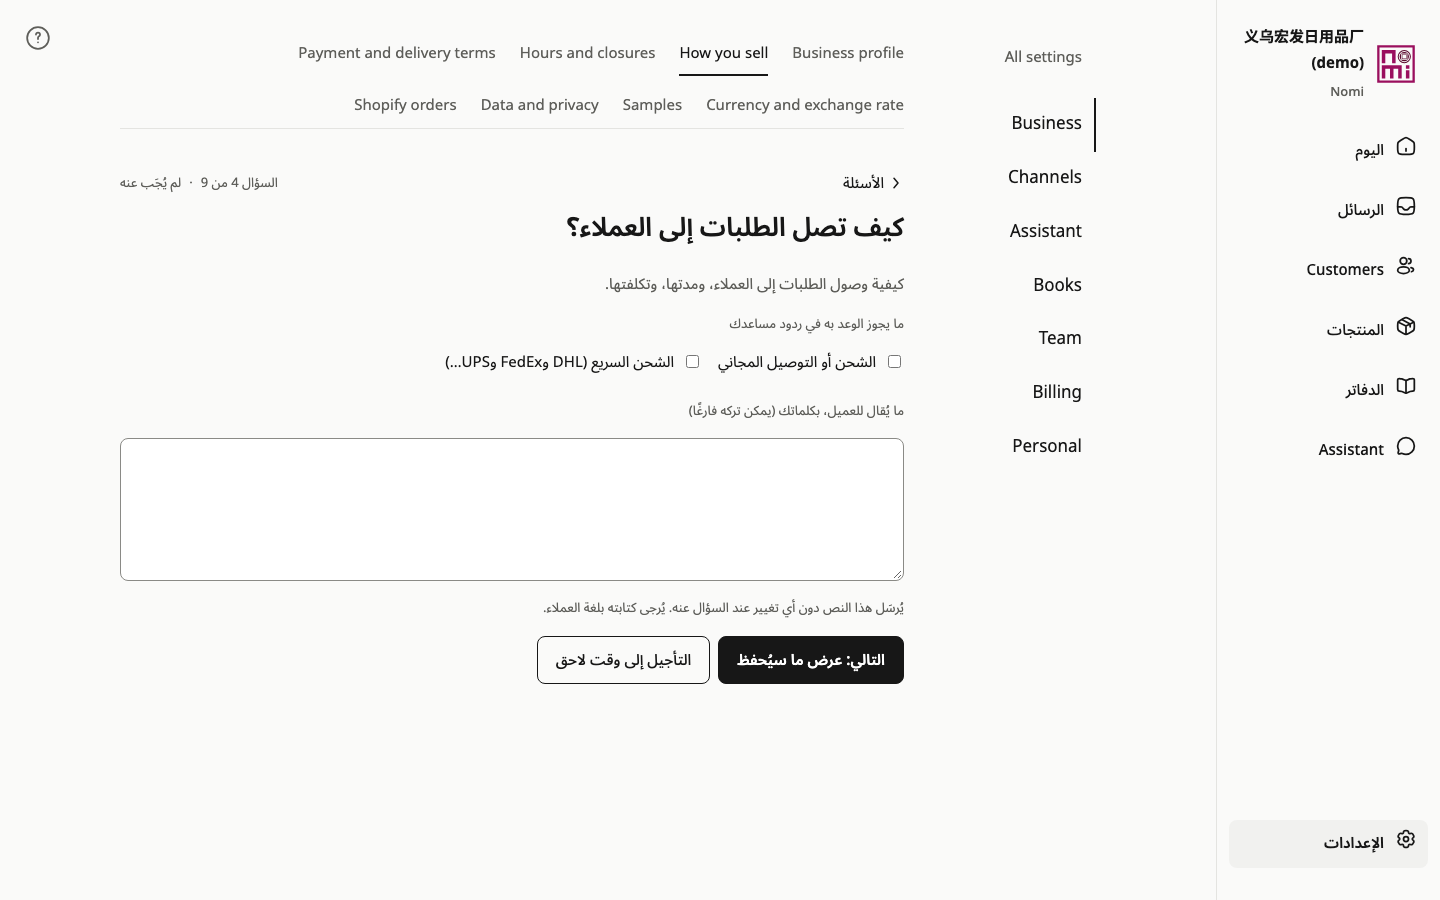 义乌宏发日用品厂
(demo)
Nomi
اليوم
الرسائل
Customers
المنتجات
الدفاتر
Assistant
الإعدادات
All settings
Business
Channels
Assistant
Books
Team
Billing
Personal
Business profile
How you sell
Hours and closures
Payment and delivery terms
Currency and exchange rate
Samples
Data and privacy
Shopify orders
الأسئلة
السؤال 4 من 9 · لم يُجَب عنه
كيف تصل الطلبات إلى العملاء؟
كيفية وصول الطلبات إلى العملاء، ومدتها، وتكلفتها.
ما يجوز الوعد به في ردود مساعدك
الشحن أو التوصيل المجاني
الشحن السريع (DHL وFedEx وUPS...)
ما يُقال للعميل، بكلماتك (يمكن تركه فارغًا)
يُرسَل هذا النص دون أي تغيير عند السؤال عنه. يُرجى كتابته بلغة العملاء.
التالي: عرض ما سيُحفظ
التأجيل إلى وقت لاحق